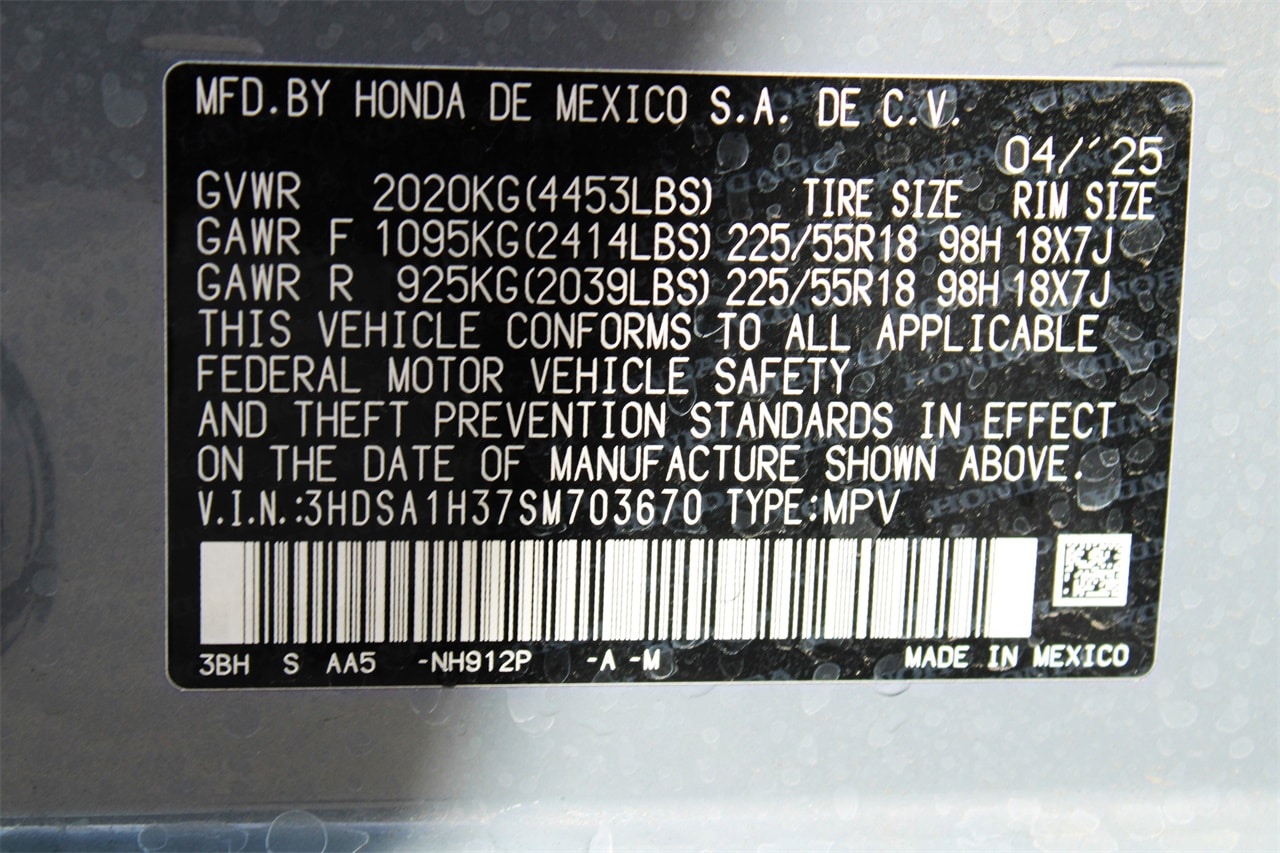 MFD.BY HONDA DE MEXICO S.A. DE C.V.
04/´25
GVWR 2020KG(4453LBS) TIRE SIZE RIM SIZE
GAWR F 1095KG(2414LBS) 225/55R18 98H 18X7J
GAWR R 925KG(2039LBS) 225/55R18 98H 18X7J
THIS VEHICLE CONFORMS TO ALL APPLICABLE
FEDERAL MOTOR VEHICLE SAFETY
AND THEFT PREVENTION STANDARDS IN EFFECT
ON THE DATE OF MANUFACTURE SHOWN ABOVE.
V.I.N.:3HDSA1H37SM703670 TYPE:MPV
3BH S AA5 -NH912P -A -M MADE IN MEXICO